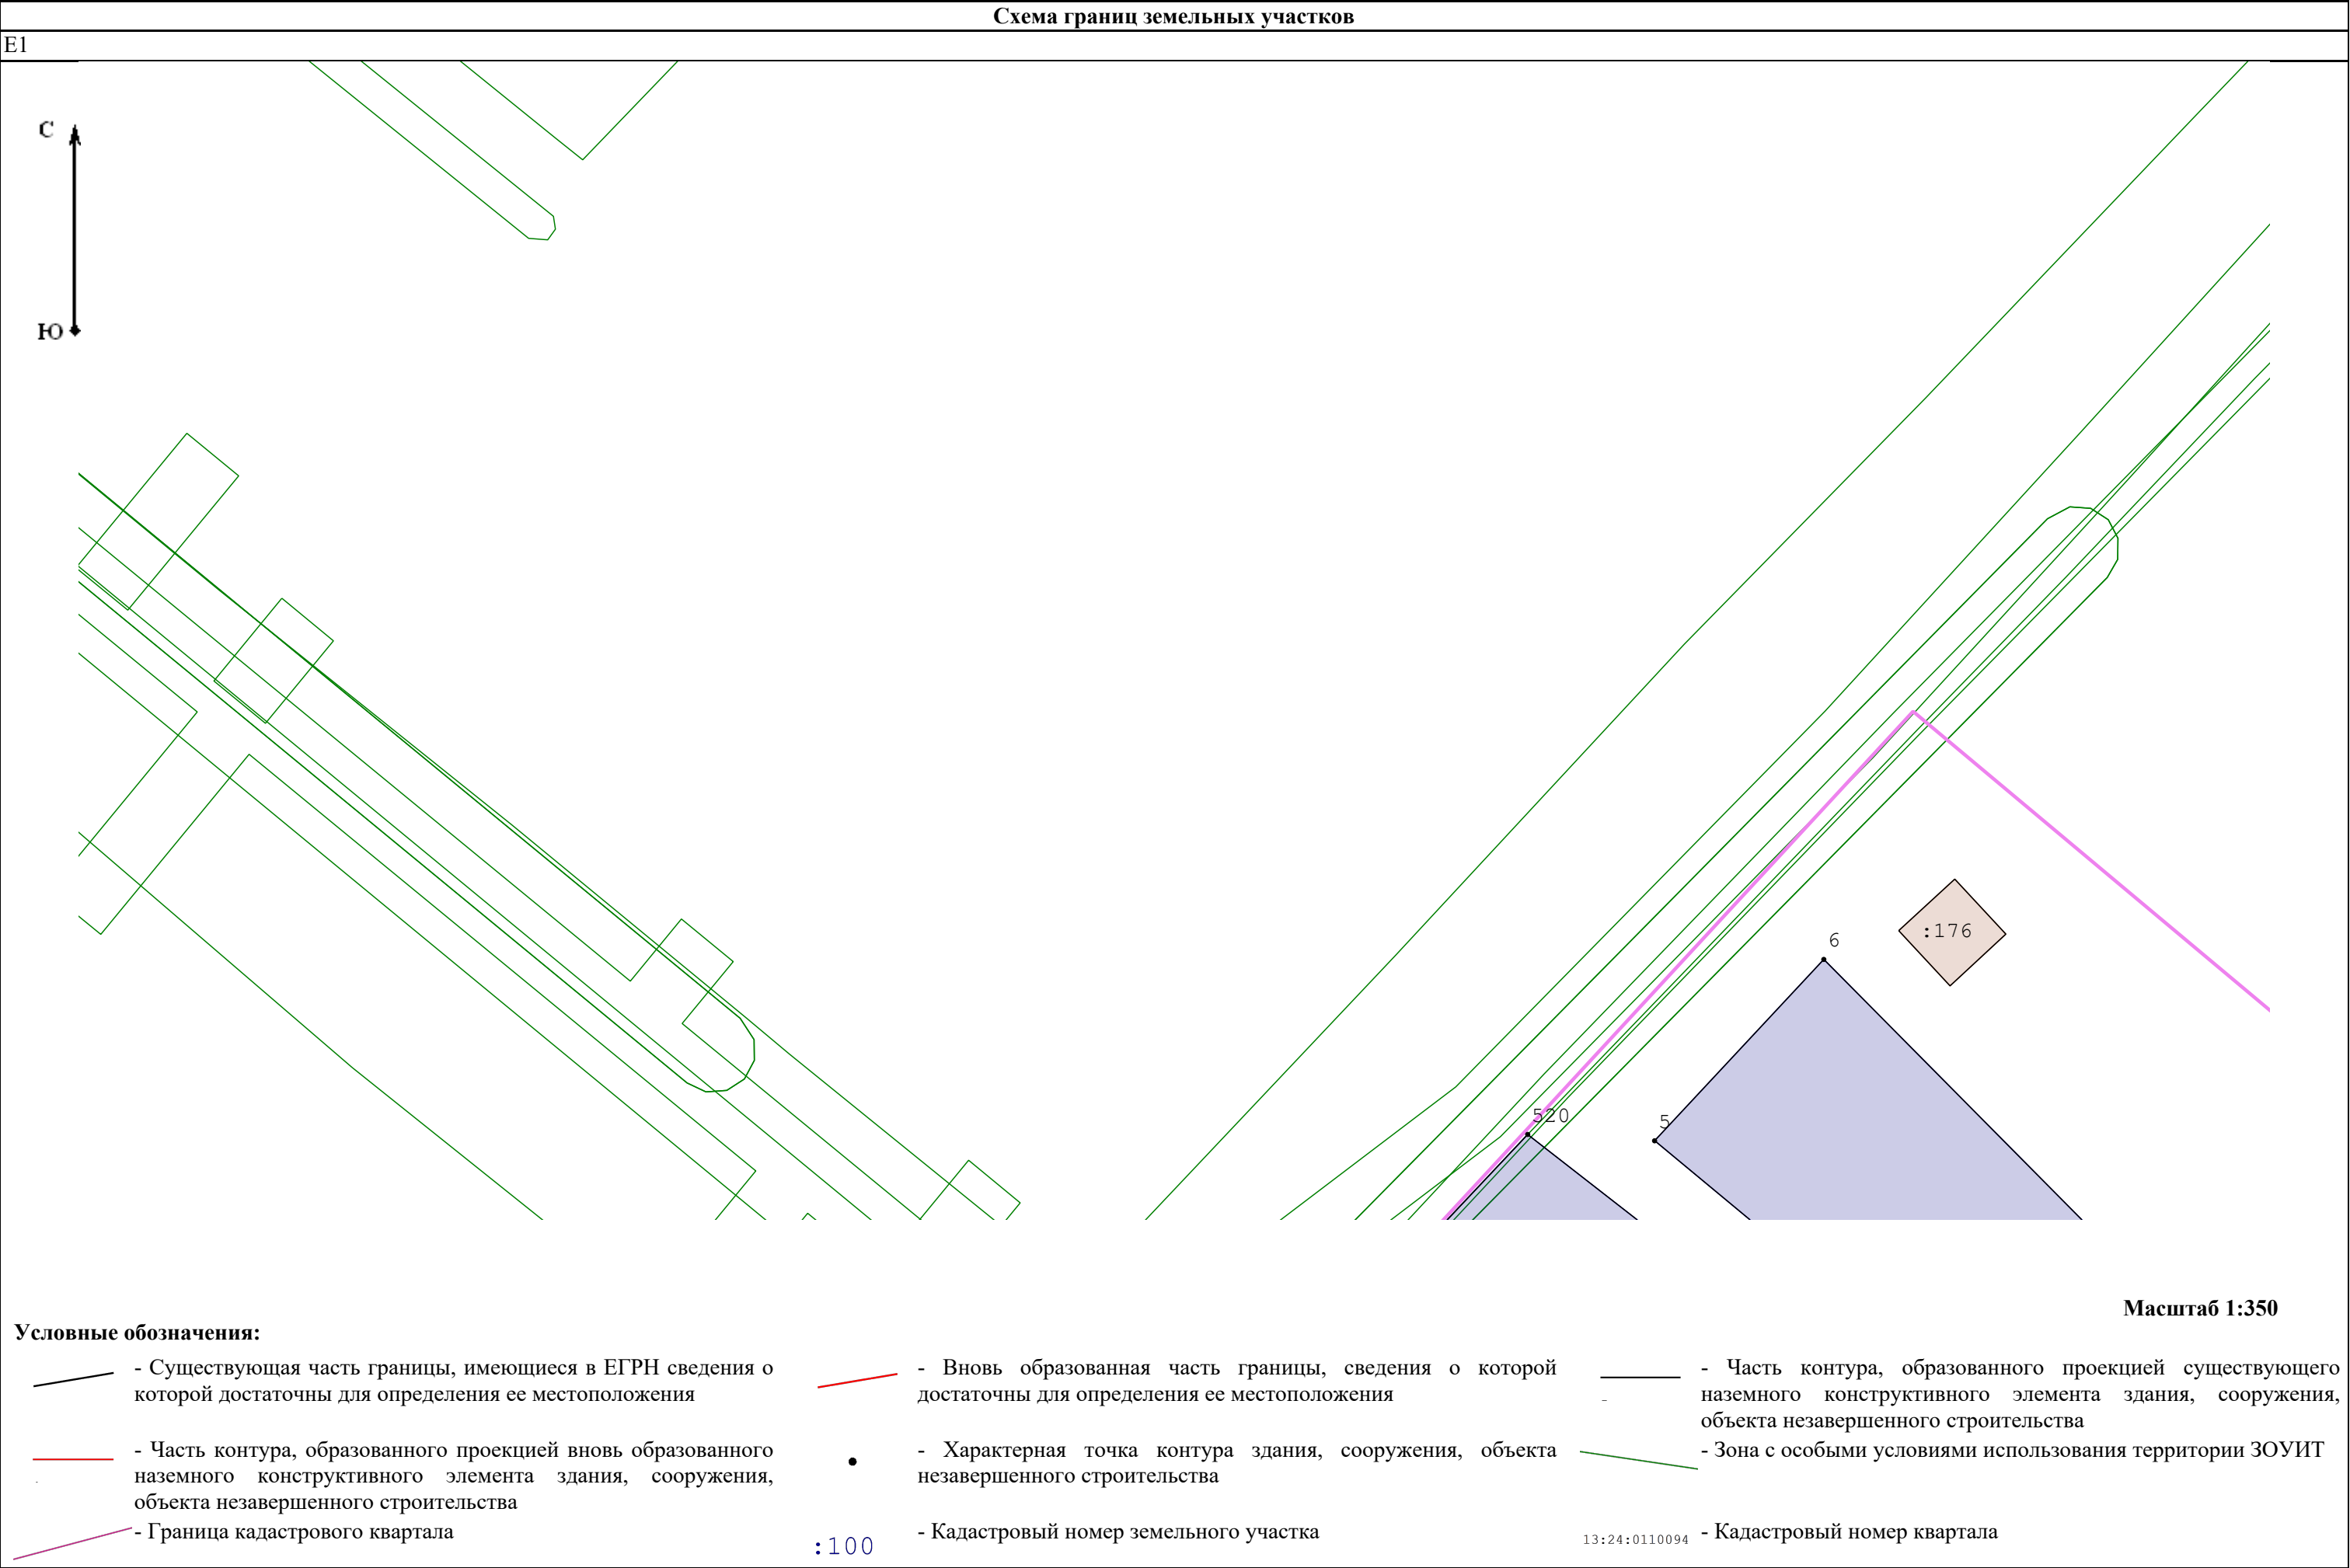 Схема границ земельных участков
Е1
С
Ю
:176
6
520
5
Масштаб 1:350
Условные обозначения:
- Существующая часть границы, имеющиеся в ЕГРН сведения о
которой достаточны для определения ее местоположения
- Вновь образованная часть границы, сведения о которой
достаточны для определения ее местоположения
- Часть контура, образованного проекцией существующего
наземного конструктивного элемента здания, сооружения,
объекта незавершенного строительства
- Часть контура, образованного проекцией вновь образованного
наземного конструктивного элемента здания, сооружения,
объекта незавершенного строительства
- Характерная точка контура здания, сооружения, объекта
незавершенного строительства
- Зона с особыми условиями использования территории ЗОУИТ
- Граница кадастрового квартала
:100
- Кадастровый номер земельного участка
13:24:0110094
- Кадастровый номер квартала